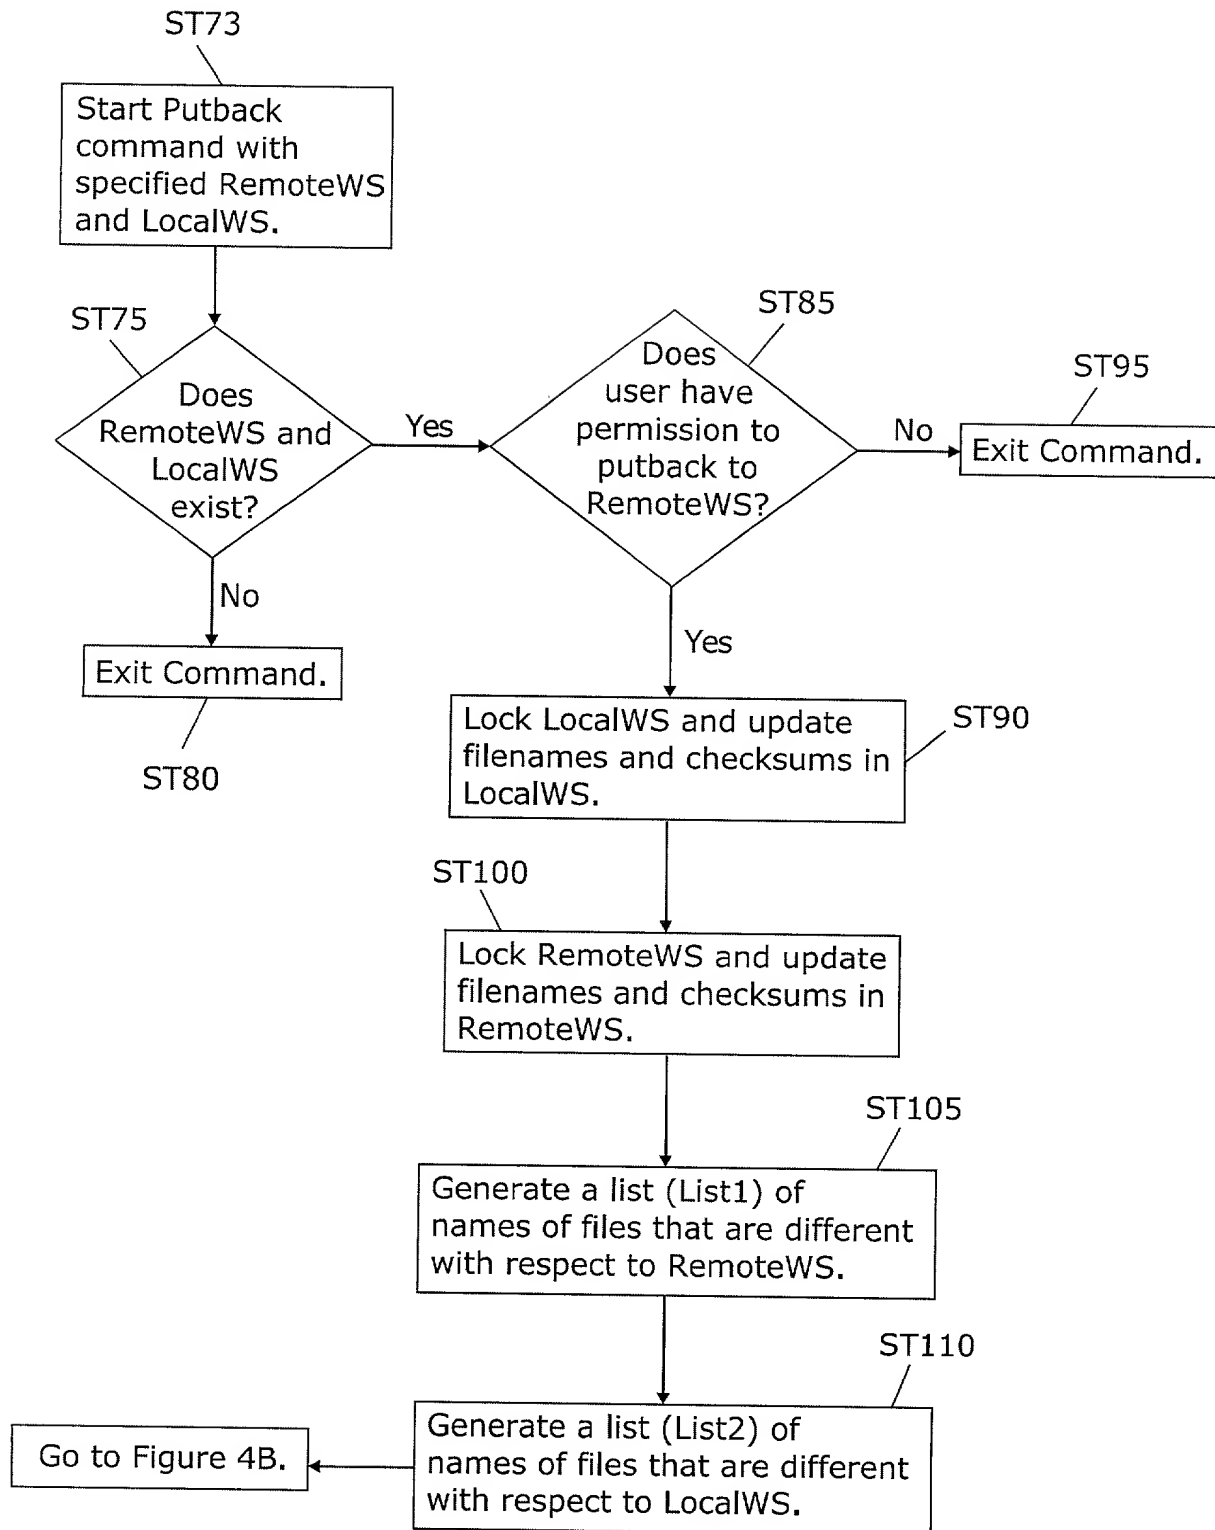 ST73
Start Putback
command with
specified RemoteWS
and LocalWS.
ST75
Does
RemoteWS and
LocalWS
exist?
Yes
No
Exit Command.
ST80
ST85
Does
user have
permission to
putback to
RemoteWS?
No
ST95
Exit Command.
Yes
Lock LocalWS and update
filenames and checksums in
LocalWS.
ST90
ST100
Lock RemoteWS and update
filenames and checksums in
RemoteWS.
ST105
Generate a list (List1) of
names of files that are different
with respect to RemoteWS.
ST110
Generate a list (List2) of
names of files that are different
with respect to LocalWS.
Go to Figure 4B.